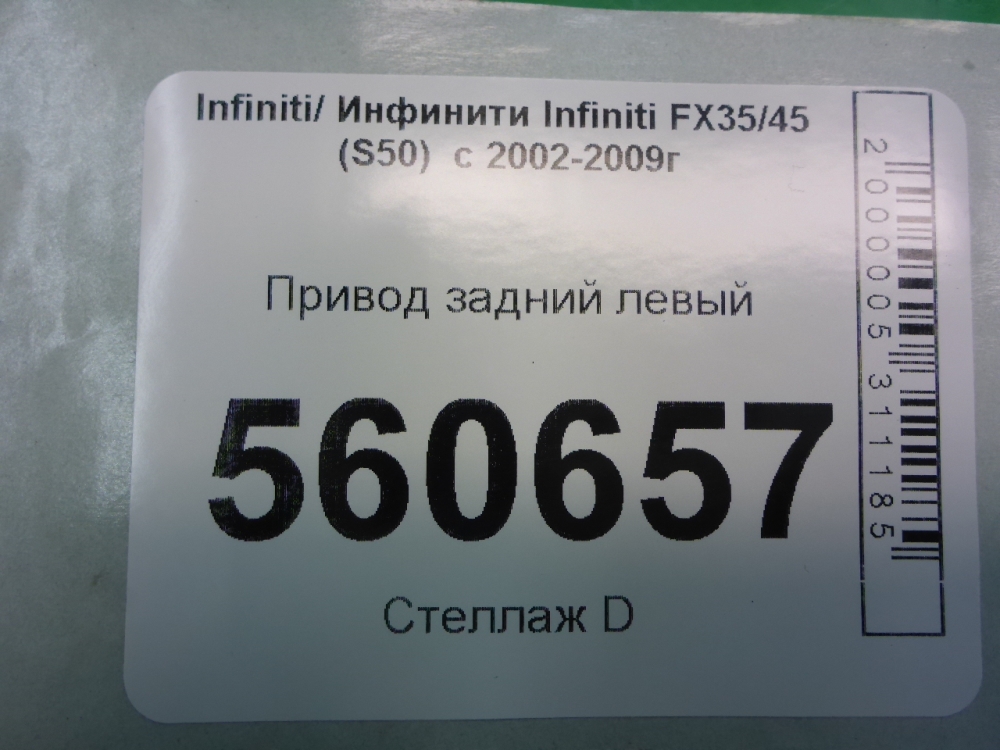 Infiniti/ Инфинити Infiniti FX35/45
(S50) с 2002-2009г
Привод задний левый
560657
Стеллаж D
2000005311185